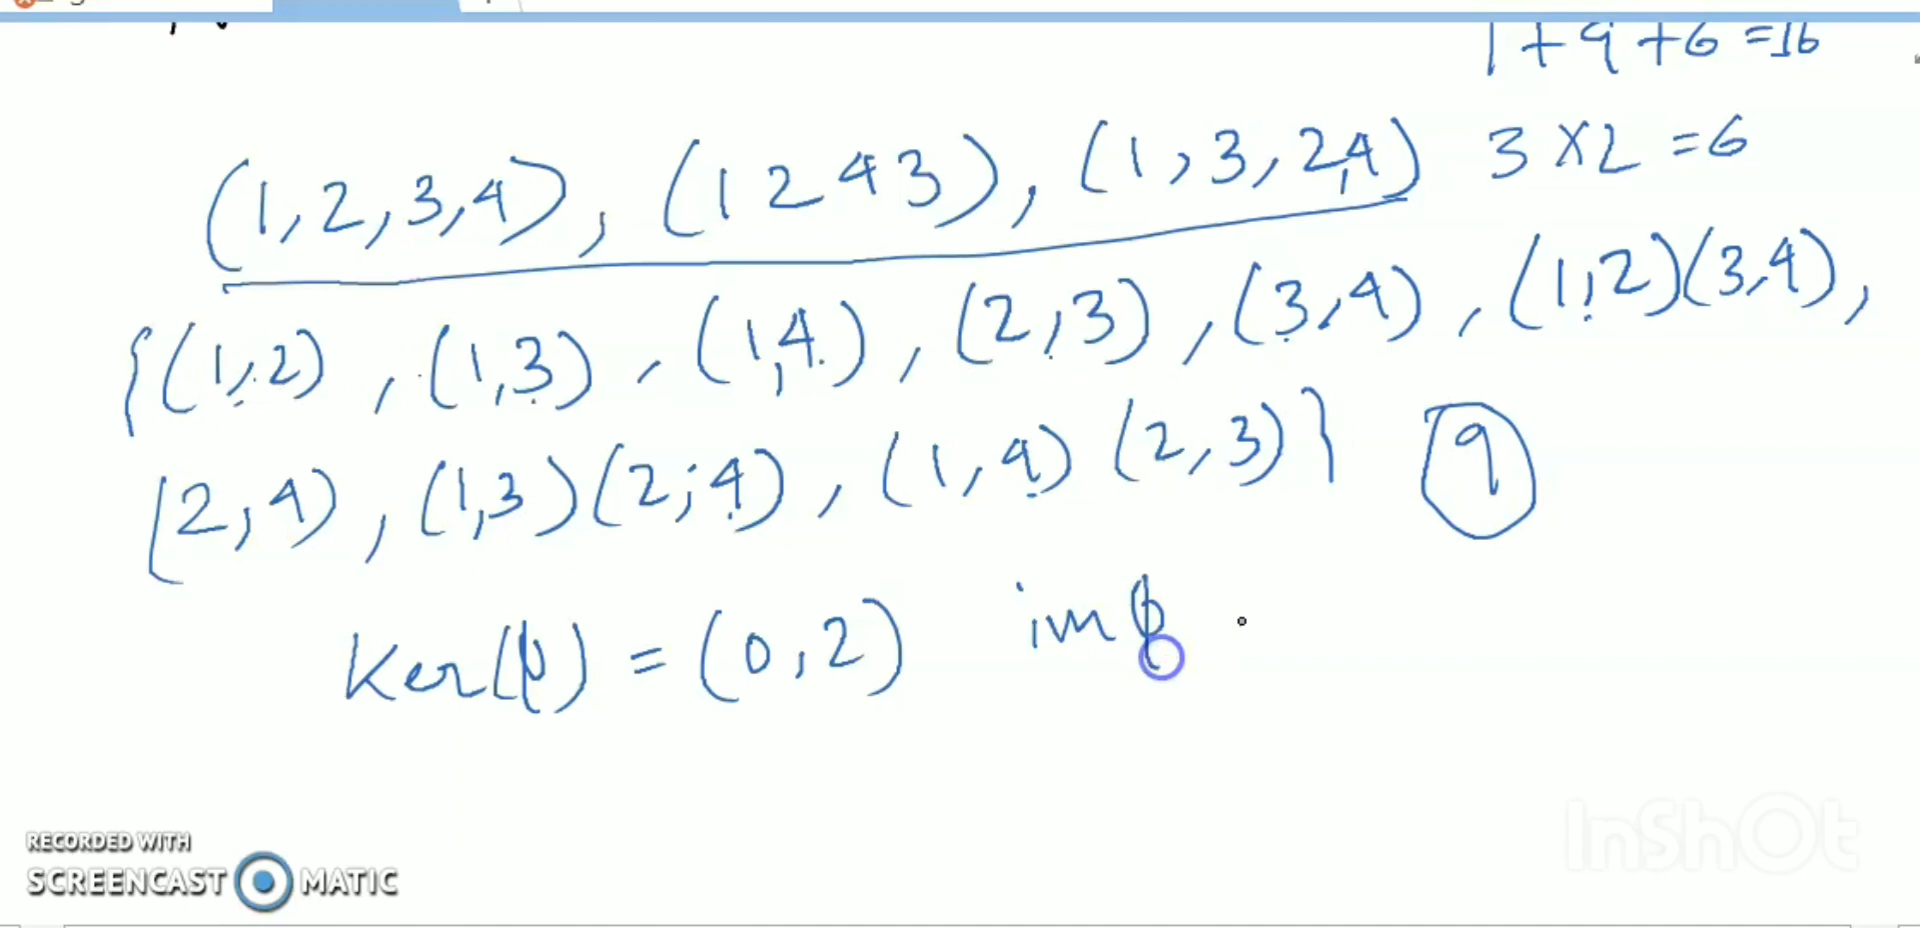 1 + 9 + 6 = 16
(1,2,3,4), (1 2 4 3), (1,3,2,4) 3 × 2 = 6
{(1,2), (1,3), (1,4), (2,3), (3,4), (1,2)(3,4),
(2,4), (1,3)(2,4), (1,4)(2,3)} 9
Ker(φ) = (0,2) imφ
InShOt
RECORDED WITH
SCREENCAST MATIC